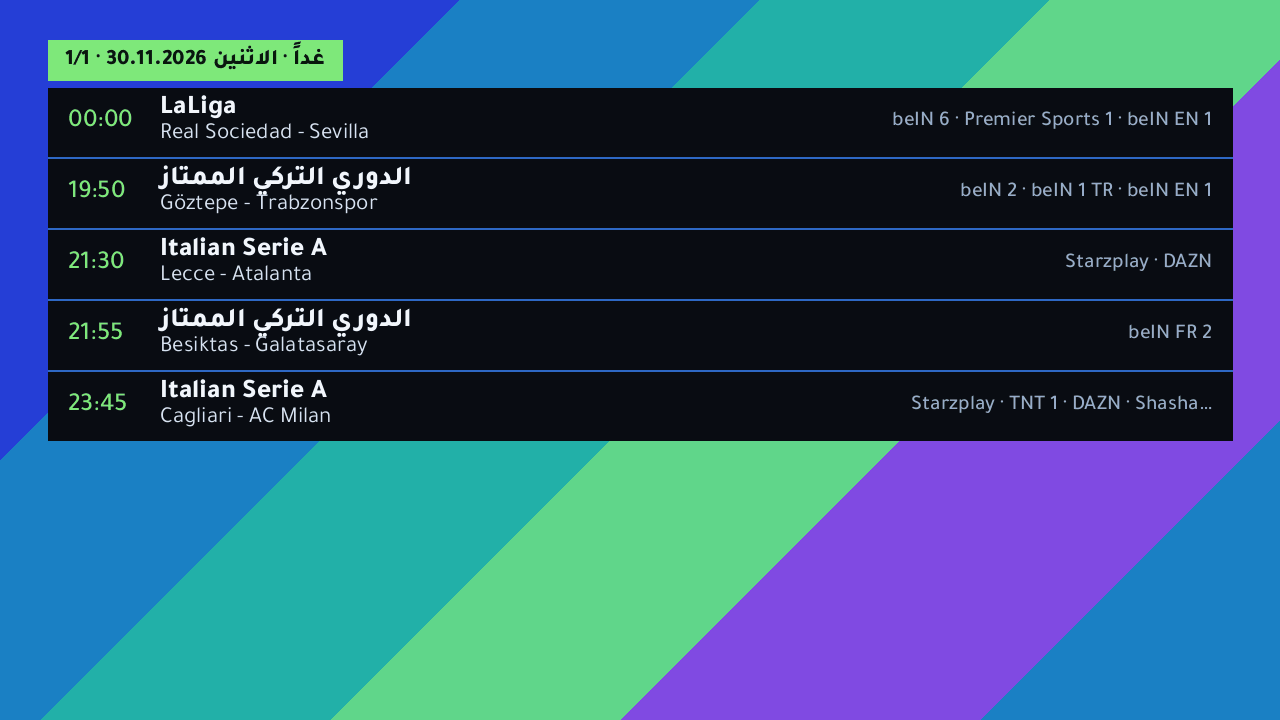 غداً · الاثنين 30.11.2026 · 1/1
00:00
LaLiga
Real Sociedad - Sevilla
beIN 6 · Premier Sports 1 · beIN EN 1
19:50
الدوري التركي الممتاز
Göztepe - Trabzonspor
beIN 2 · beIN 1 TR · beIN EN 1
21:30
Italian Serie A
Lecce - Atalanta
Starzplay · DAZN
21:55
الدوري التركي الممتاز
Besiktas - Galatasaray
beIN FR 2
23:45
Italian Serie A
Cagliari - AC Milan
Starzplay · TNT 1 · DAZN · Shasha…